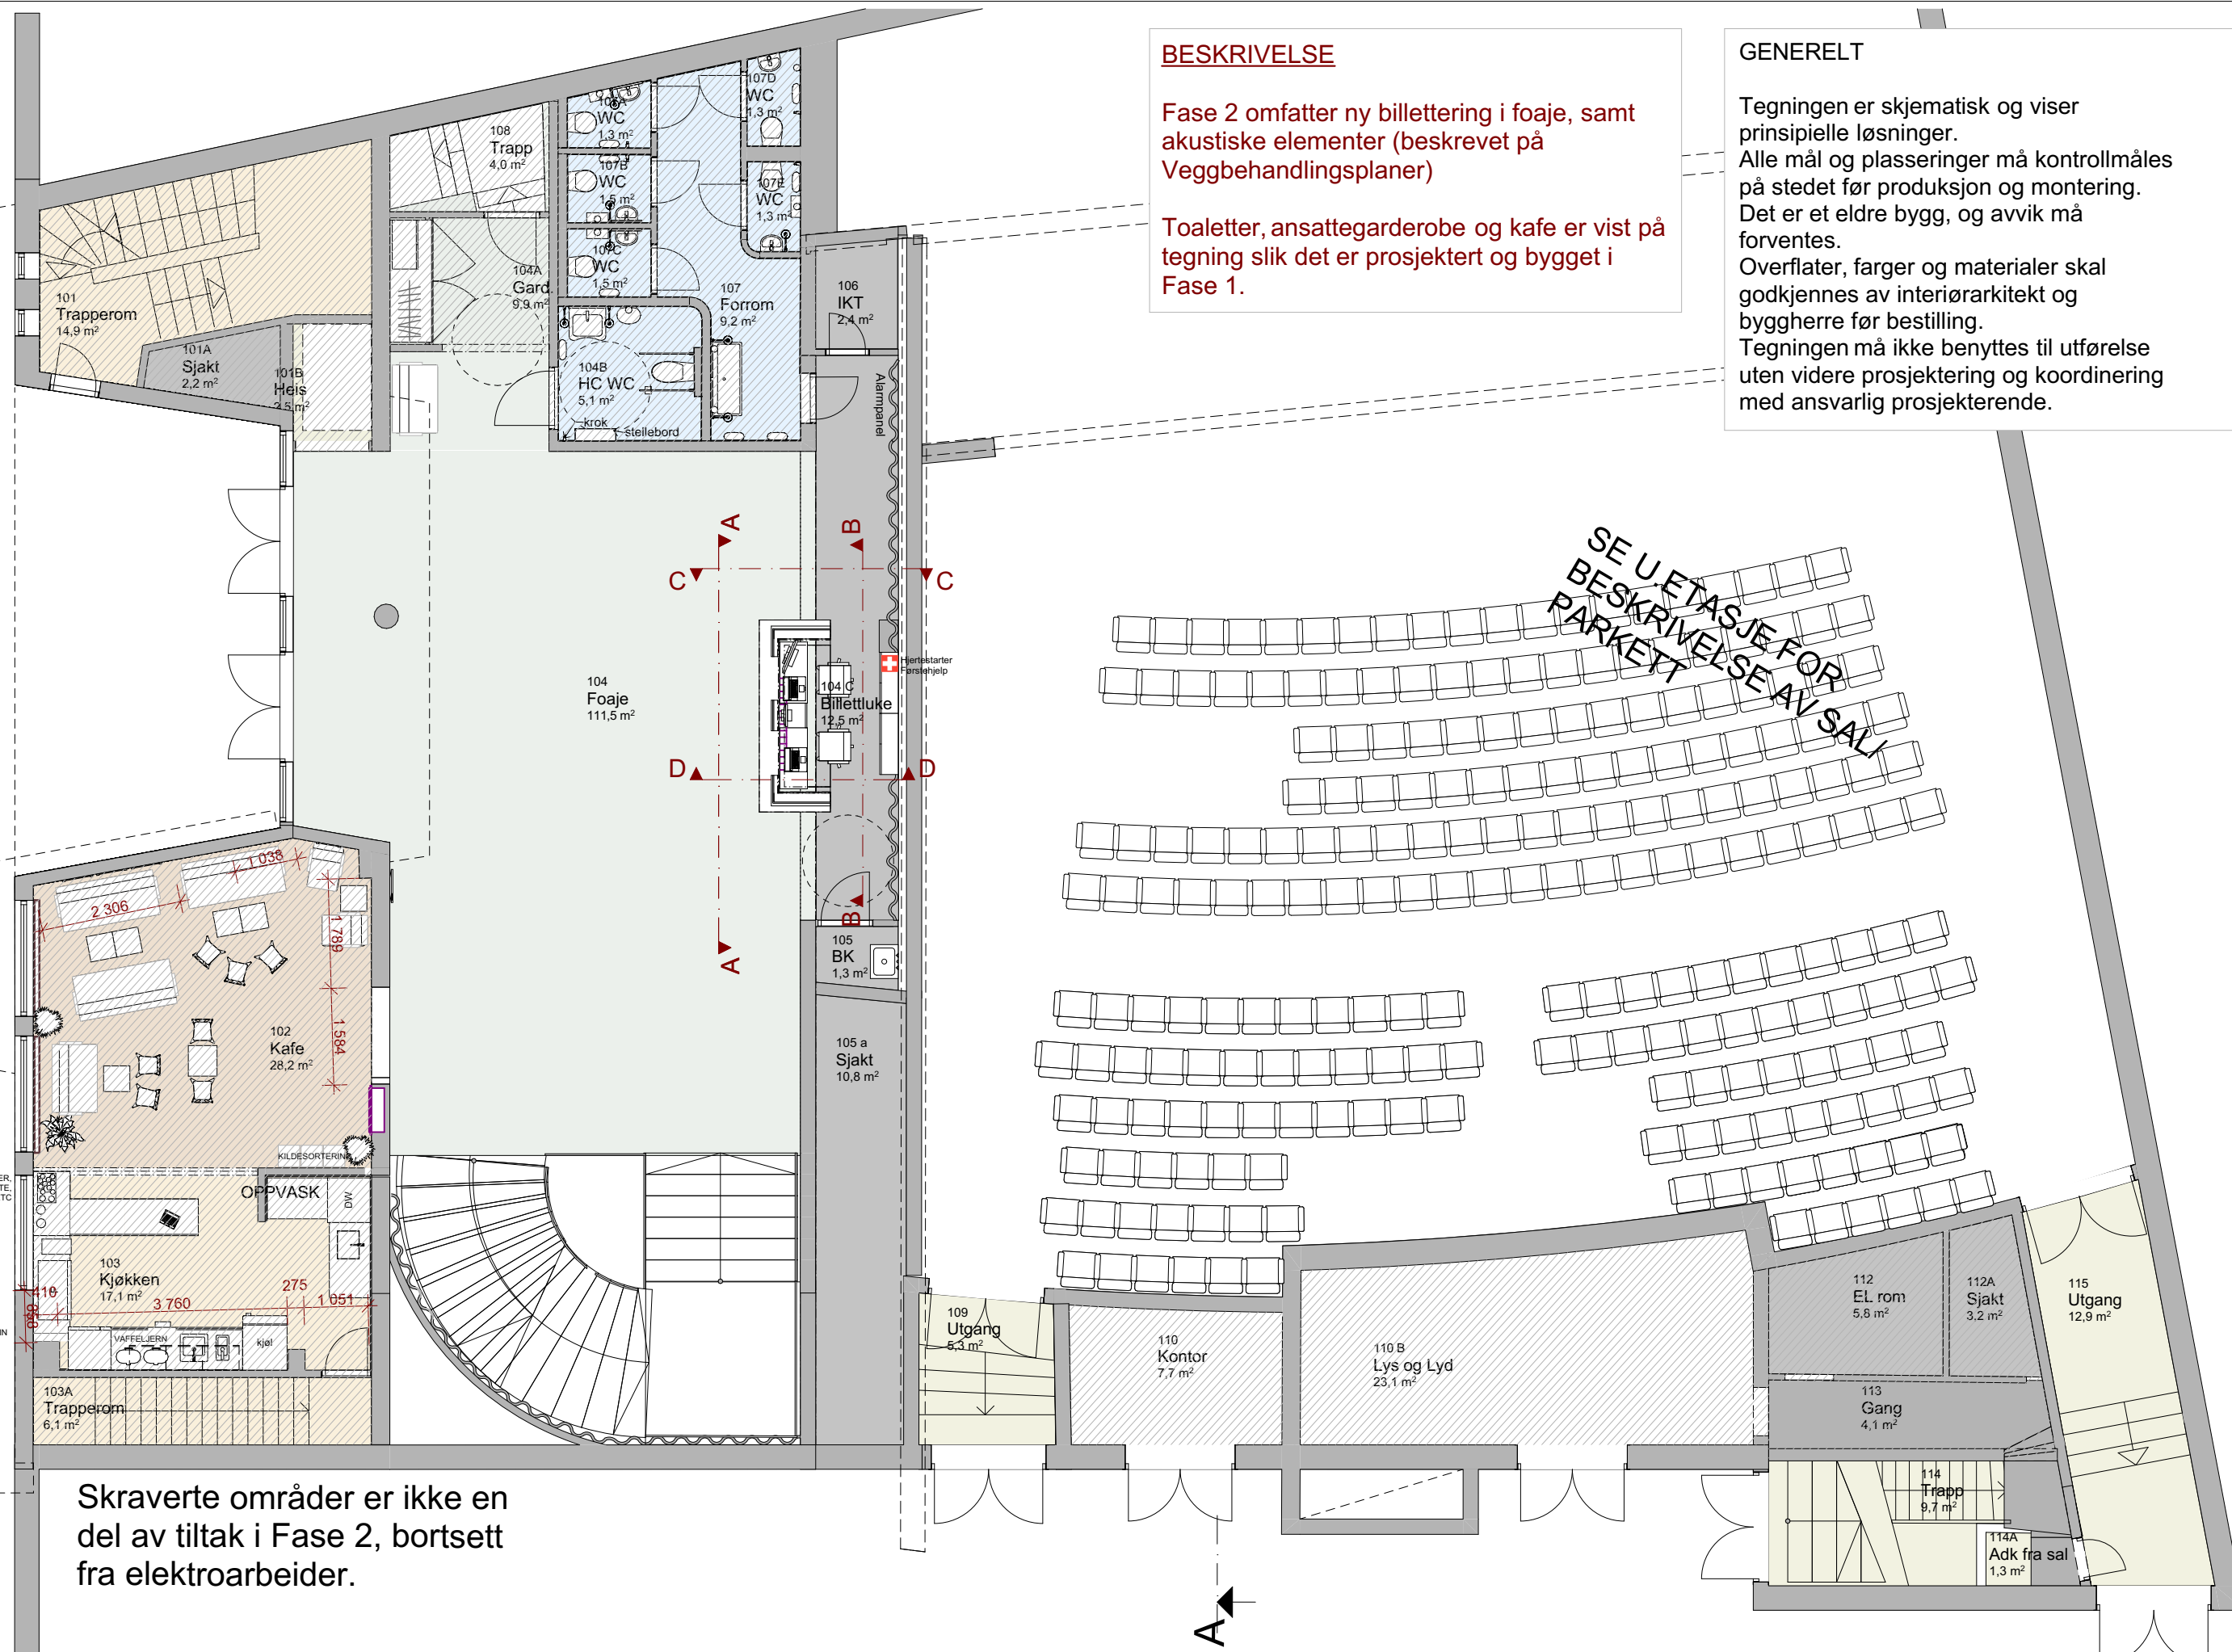 BESKRIVELSE
Fase 2 omfatter ny billettering i foaje, samt
akustiske elementer (beskrevet på
Veggbehandlingsplaner)
Toaletter, ansattegarderobe og kafe er vist på
tegning slik det er prosjektert og bygget i
Fase 1.
GENERELT
Tegningen er skjematisk og viser
prinsipielle løsninger.
Alle mål og plasseringer må kontrollmåles
på stedet før produksjon og montering.
Det er et eldre bygg, og avvik må
forventes.
Overflater, farger og materialer skal
godkjennes av interiørarkitekt og
byggherre før bestilling.
Tegningen må ikke benyttes til utførelse
uten videre prosjektering og koordinering
med ansvarlig prosjekterende.
107D
WC
1,3 m²
107A
WC
1,3 m²
108
Trapp
4,0 m²
107B
WC
1,5 m²
107E
WC
1,3 m²
107C
WC
1,5 m²
104A
Gard.
9,9 m²
107
Forrom
9,2 m²
106
IKT
2,4 m²
101
Trapperom
14,9 m²
101A
Sjakt
2,2 m²
101B
Heis
2,5 m²
104B
HC WC
5,1 m²
krok
stellebord
Alarmpanel
A
B
C
C
SE U.ETASJE FOR
BESKRIVELSE AV SALI
PARKETT
Hjertestarter
Førstehjelp
104
Foaje
111,5 m²
104 C
Billettluke
12,5 m²
D
D
B
A
1 038
2 306
1 789
1 584
105
BK
1,3 m²
102
Kafe
28,2 m²
105 a
Sjakt
10,8 m²
KILDESORTERING
ER,
TE,
TC
OPPVASK
DW
103
Kjøkken
17,1 m²
410
3 760
275
1 051
868
IN
VAFFELJERN
kjøl
103A
Trapperom
6,1 m²
109
Utgang
5,3 m²
110
Kontor
7,7 m²
110 B
Lys og Lyd
23,1 m²
112
EL rom
5,8 m²
112A
Sjakt
3,2 m²
115
Utgang
12,9 m²
113
Gang
4,1 m²
114
Trapp
9,7 m²
114A
Adk fra sal
1,3 m²
Skraverte områder er ikke en
del av tiltak i Fase 2, bortsett
fra elektroarbeider.
A